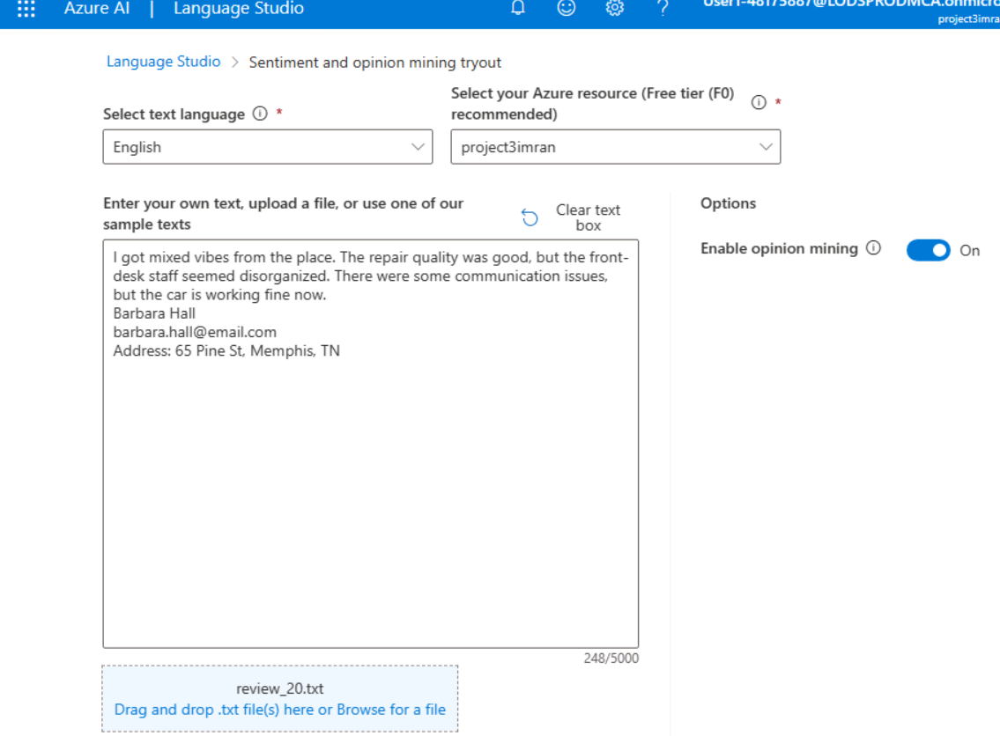 Azure AI | Language Studio
User1-48175887@LODSPRODMCA.onmicro
project3imra
Language Studio > Sentiment and opinion mining tryout
Select text language *
Select your Azure resource (Free tier (F0) recommended) *
English
project3imran
Enter your own text, upload a file, or use one of our
sample texts
Clear text
box
I got mixed vibes from the place. The repair quality was good, but the front-
desk staff seemed disorganized. There were some communication issues,
but the car is working fine now.
Barbara Hall
barbara.hall@email.com
Address: 65 Pine St, Memphis, TN
248/5000
review_20.txt
Drag and drop .txt file(s) here or Browse for a file
Options
Enable opinion mining
On